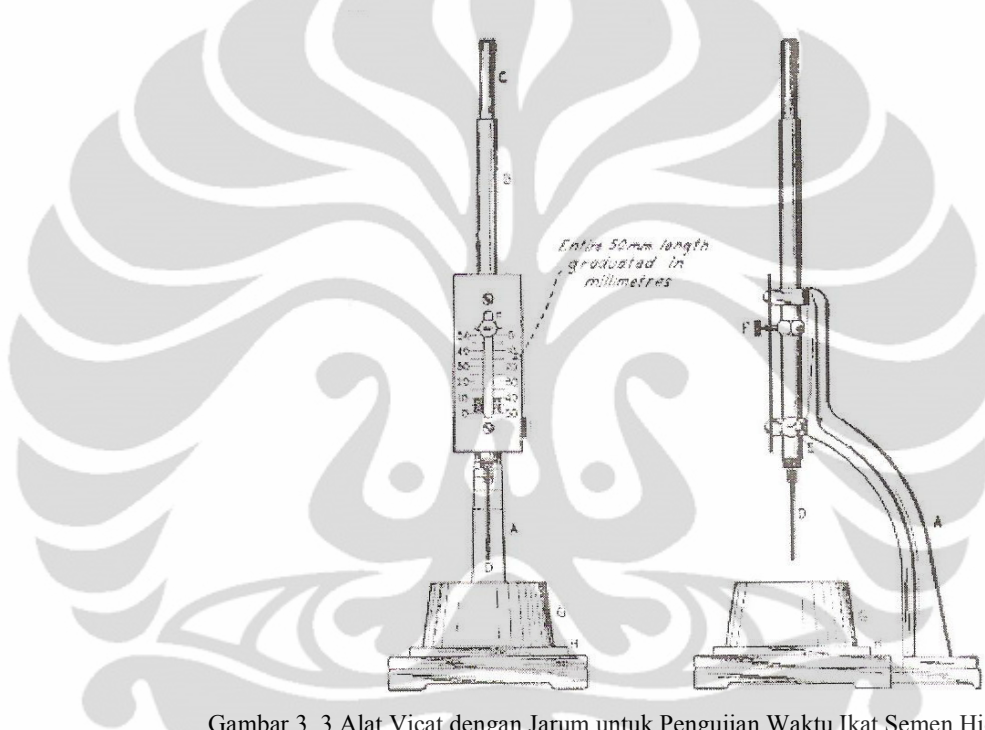 C
B
Entire 50mm length
graduated in
millimetres
F
E
D
A
A
D
G
G
H
Gambar 3. 3 Alat Vicat dengan Jarum untuk Pengujian Waktu Ikat Semen Hi